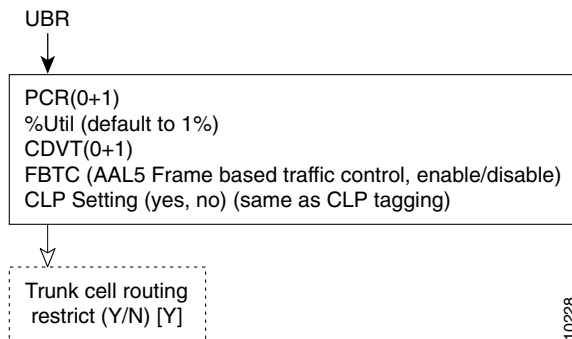 UBR
PCR(0+1)
%Util (default to 1%)
CDVT(0+1)
FBTC (AAL5 Frame based traffic control, enable/disable)
CLP Setting (yes, no) (same as CLP tagging)
Trunk cell routing
restrict (Y/N) [Y]
10228